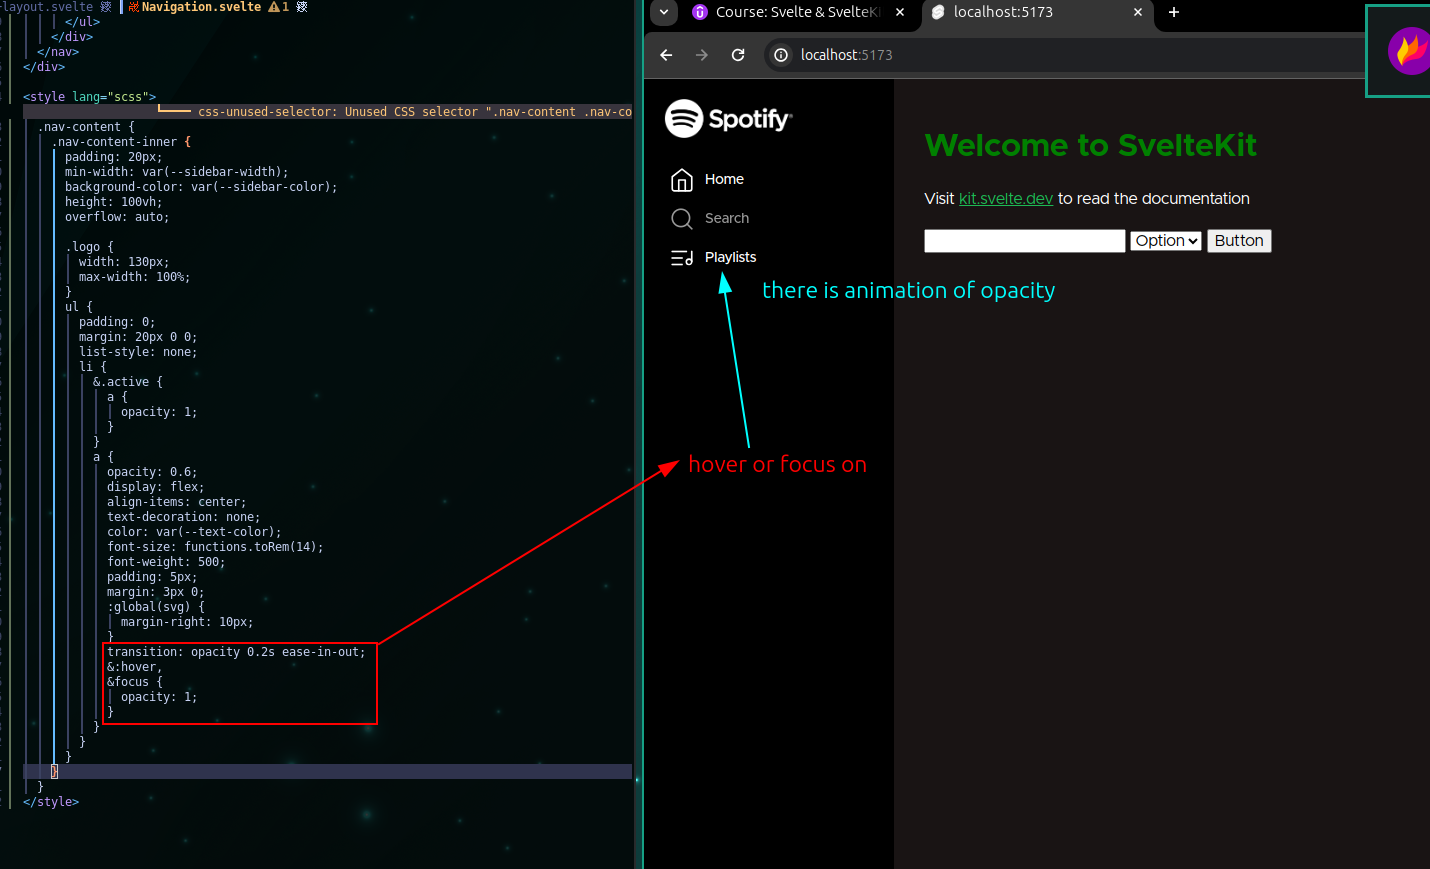 -layout.svelte
Navigation.svelte 1
</ul>
</div>
</nav>
</div>
<style lang="scss">
css-unused-selector: Unused CSS selector ".nav-content .nav-co
.nav-content {
.nav-content-inner {
padding: 20px;
min-width: var(--sidebar-width);
background-color: var(--sidebar-color);
height: 100vh;
overflow: auto;
.logo {
width: 130px;
max-width: 100%;
}
ul {
padding: 0;
margin: 20px 0 0;
list-style: none;
li {
&.active {
a {
opacity: 1;
}
}
a {
opacity: 0.6;
display: flex;
align-items: center;
text-decoration: none;
color: var(--text-color);
font-size: functions.toRem(14);
font-weight: 500;
padding: 5px;
margin: 3px 0;
:global(svg) {
margin-right: 10px;
}
transition: opacity 0.2s ease-in-out;
&:hover,
&focus {
opacity: 1;
}
}
}
}
}
}
</style>
Course: Svelte & SvelteKi
localhost:5173
localhost:5173
Spotify
Home
Search
Playlists
Welcome to SvelteKit
Visit kit.svelte.dev to read the documentation
Option Button
there is animation of opacity
hover or focus on